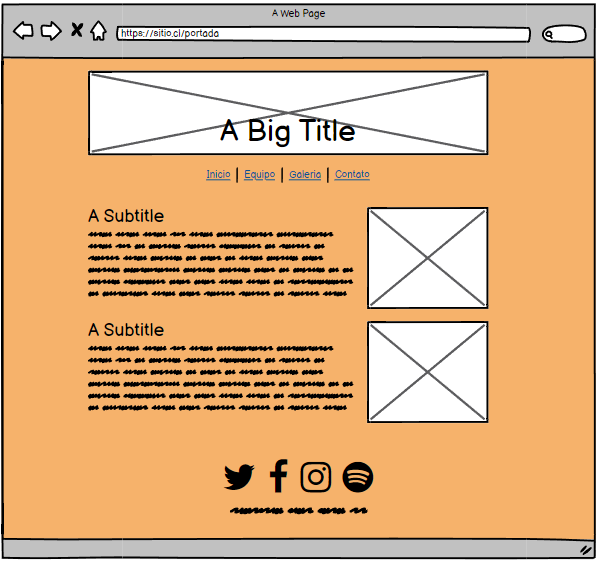 A Web Page
https://sitio.cl/portada
A Big Title
Inicio | Equipo | Galeria | Contato
A Subtitle
A Subtitle